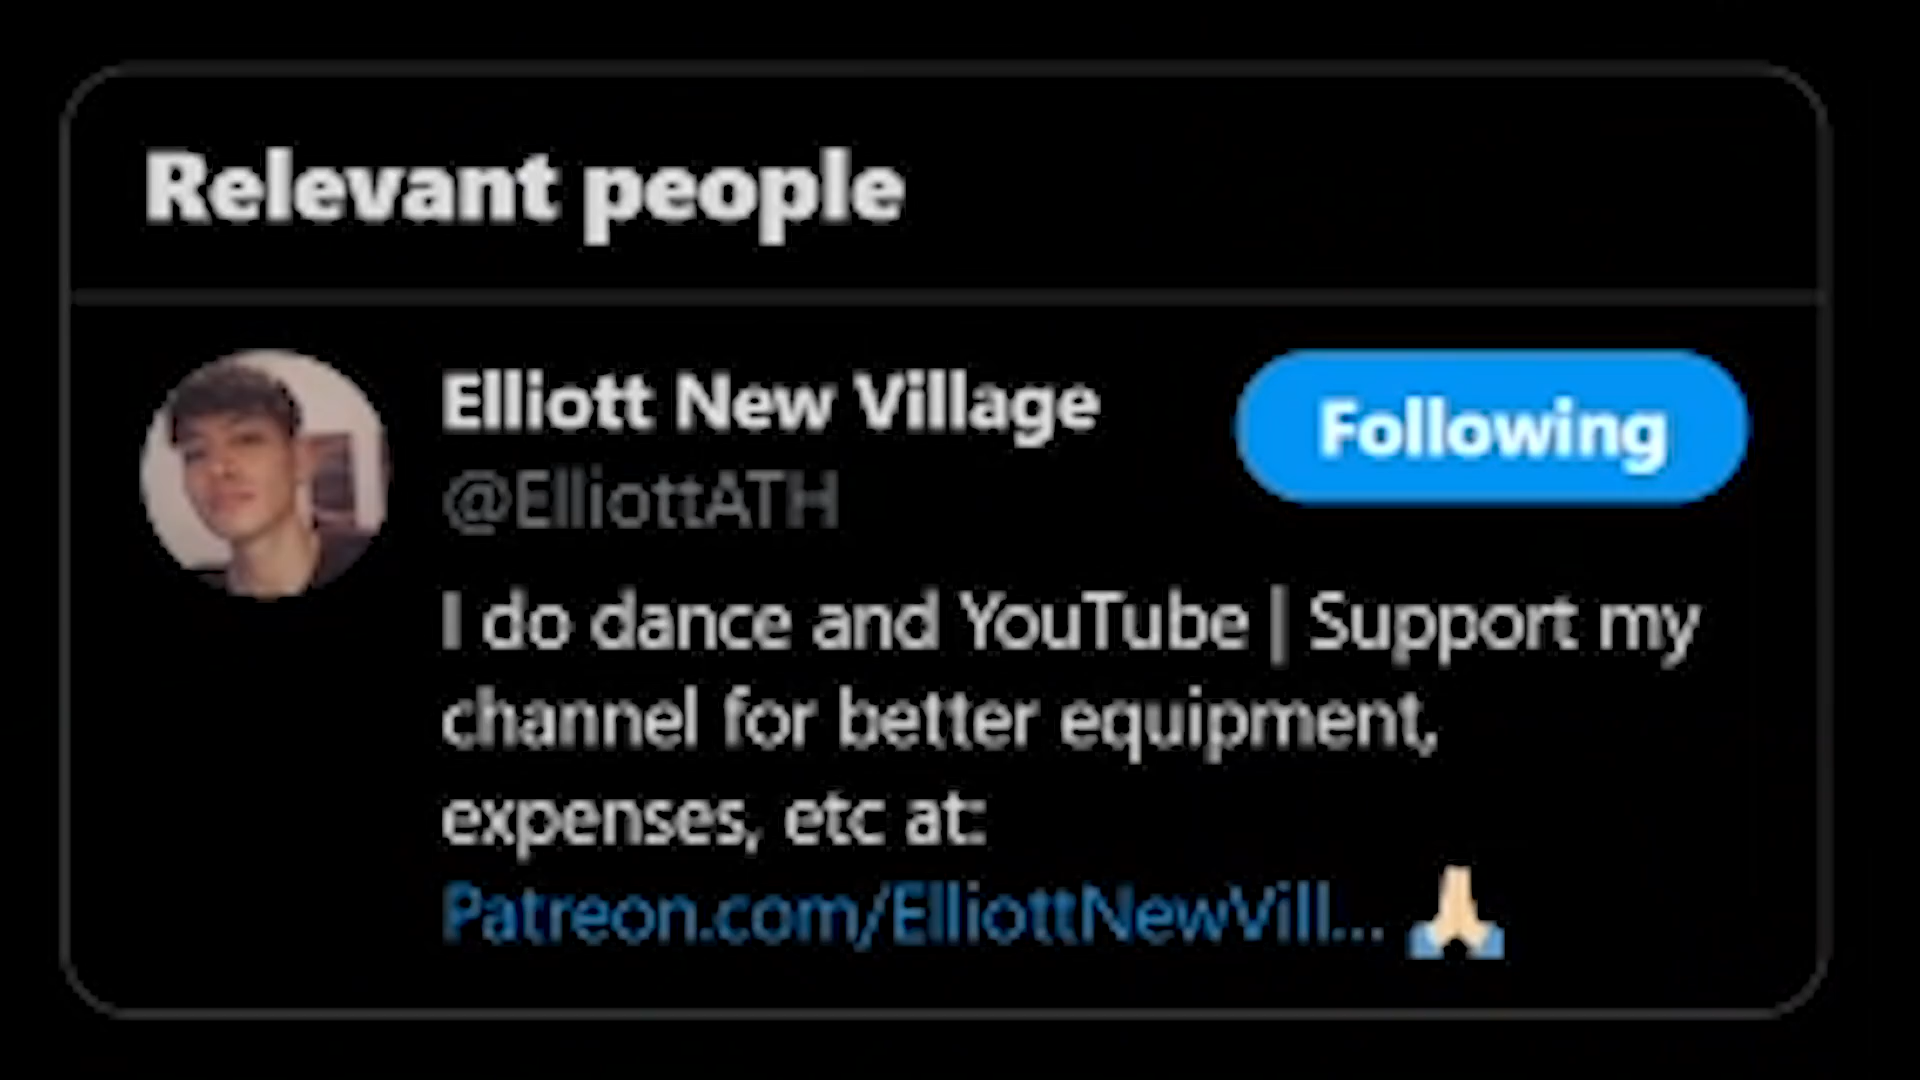 Relevant people
Elliott New Village
Following
@ElliottATH
I do dance and YouTube | Support my
channel for better equipment,
expenses, etc at:
Patreon.com/ElliottNewVill... 🙏🏻